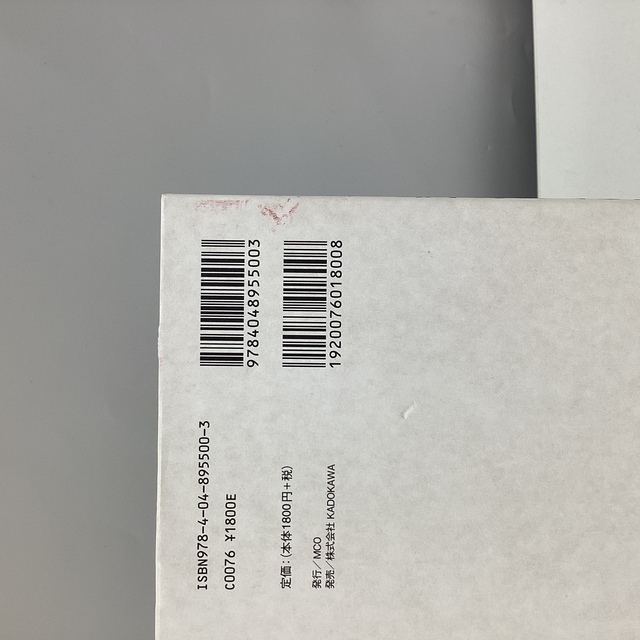 9784048955003
1920076018008
ISBN978-4-04-895500-3
C0076 ¥1800E
定価:(本体1800円+税)
発行/MCO
発売/株式会社 KADOKAWA